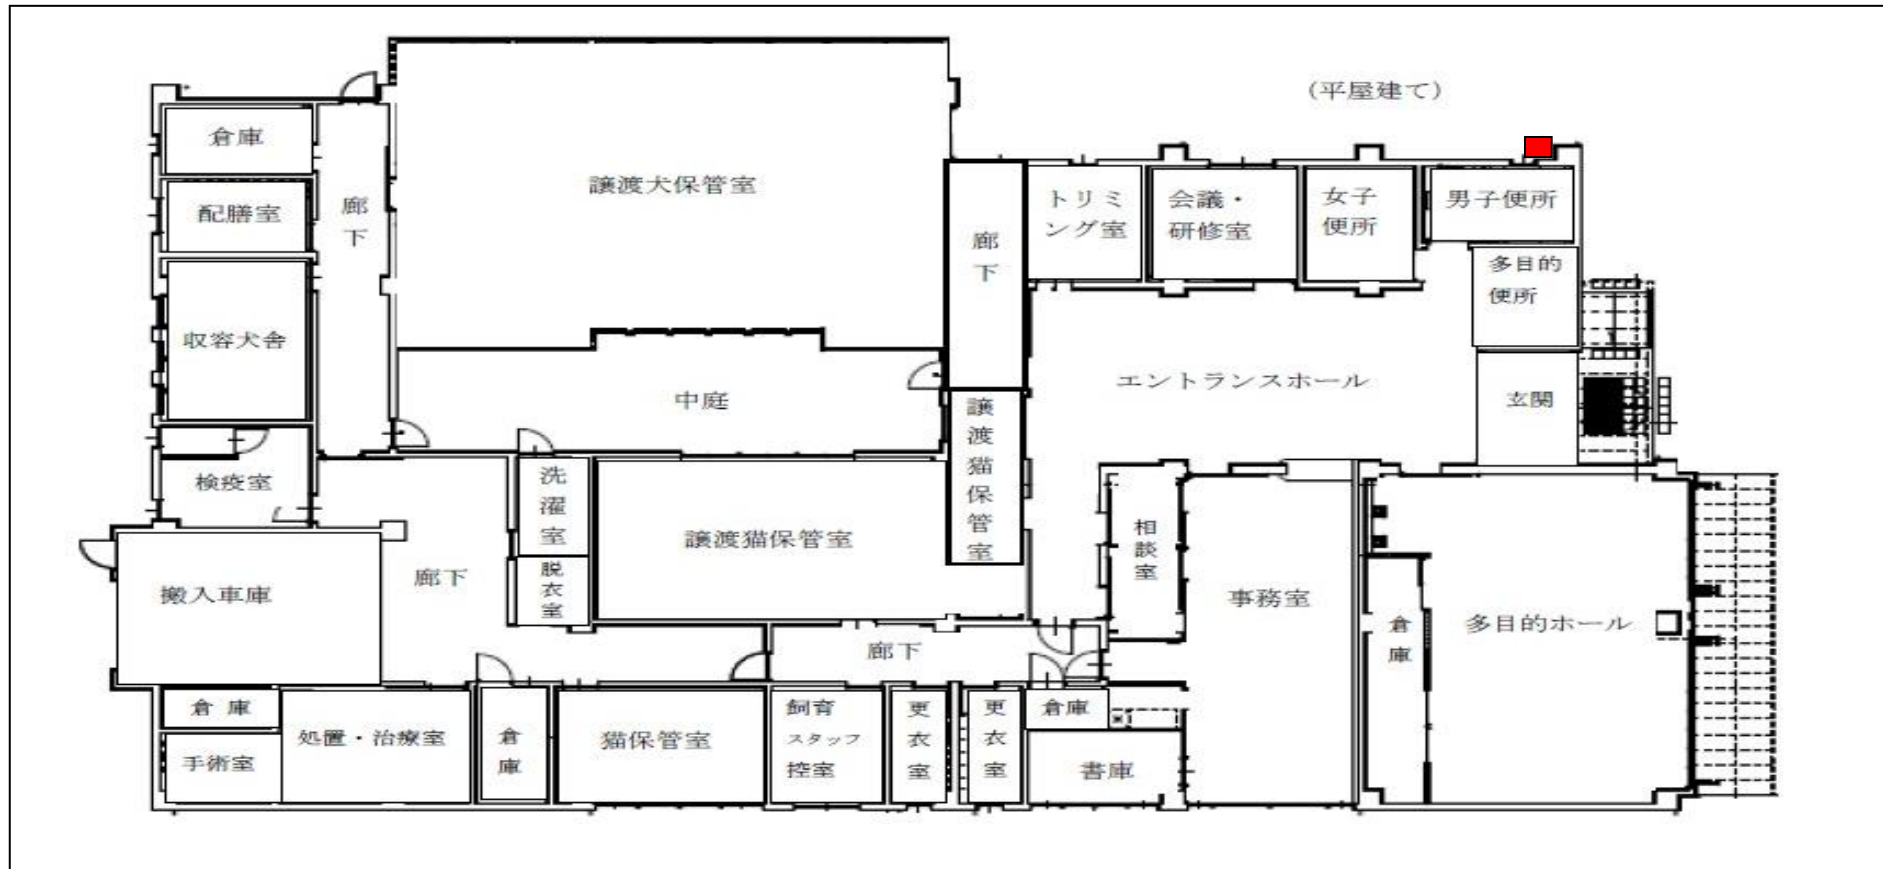 (平屋建て)
倉庫
配膳室
収容犬舎
検疫室
搬入車庫
廊
下
譲渡犬保管室
中庭
廊
下
トリミ
ング室
会議・
研修室
女子
便所
男子便所
多目的
便所
エントランスホール
玄関
譲
渡
猫
保
管
室
洗
濯
室
脱
衣
室
譲渡猫保管室
廊下
廊下
相
談
室
事務室
倉
庫
多目的ホール
倉 庫
手術室
処置・治療室
倉
庫
猫保管室
飼育
スタッフ
控室
更
衣
室
更
衣
室
倉庫
書庫